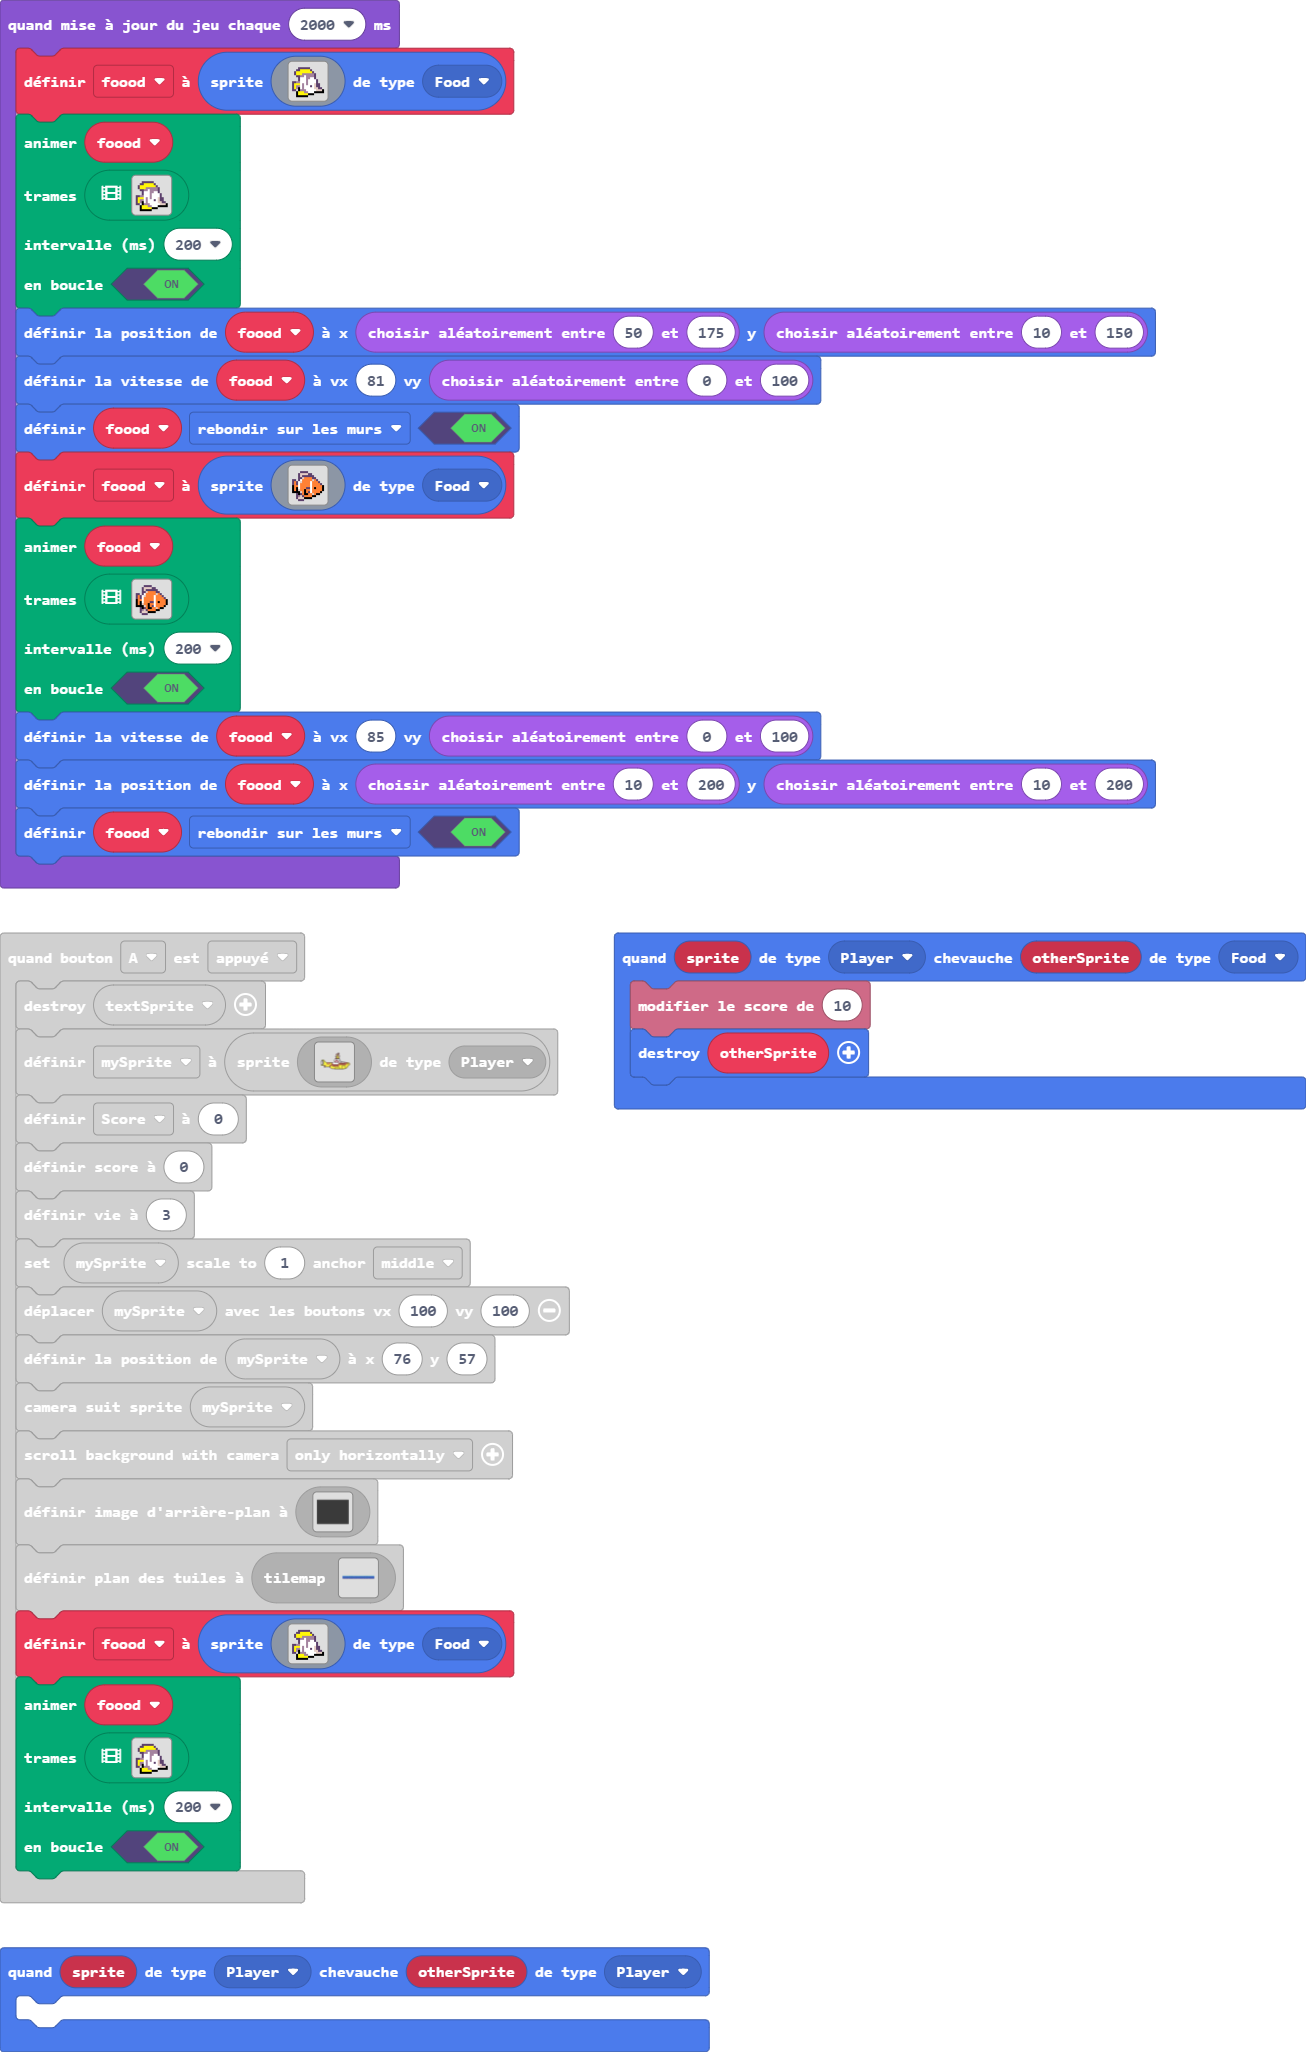 quand mise à jour du jeu chaque 2000 ms
définir foood à sprite de type Food
animer foood
trames
intervalle (ms) 200
en boucle ON
définir la position de foood à x choisir aléatoirement entre 50 et 175 y choisir aléatoirement entre 10 et 150
définir la vitesse de foood à vx 81 vy choisir aléatoirement entre 0 et 100
définir foood rebondir sur les murs ON
définir foood à sprite de type Food
animer foood
trames
intervalle (ms) 200
en boucle ON
définir la vitesse de foood à vx 85 vy choisir aléatoirement entre 0 et 100
définir la position de foood à x choisir aléatoirement entre 10 et 200 y choisir aléatoirement entre 10 et 200
définir foood rebondir sur les murs ON
quand bouton A est appuyé
destroy textSprite
définir mySprite à sprite de type Player
définir Score à 0
définir score à 0
définir vie à 3
set mySprite scale to 1 anchor middle
déplacer mySprite avec les boutons vx 100 vy 100
définir la position de mySprite à x 76 y 57
camera suit sprite mySprite
scroll background with camera only horizontally
définir image d'arrière-plan à
définir plan des tuiles à tilemap
définir foood à sprite de type Food
animer foood
trames
intervalle (ms) 200
en boucle ON
quand sprite de type Player chevauche otherSprite de type Food
modifier le score de 10
destroy otherSprite
quand sprite de type Player chevauche otherSprite de type Player